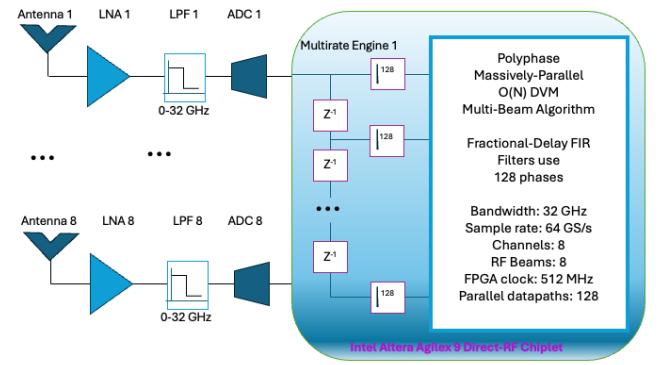 Antenna 1 LNA 1 LPF 1 ADC 1
Multirate Engine 1
128
0-32 GHz
Z-1
128
Z-1
...
... ...
Antenna 8 LNA 8 LPF 8 ADC 8
Z-1
128
0-32 GHz
Polyphase
Massively-Parallel
O(N) DVM
Multi-Beam Algorithm
Fractional-Delay FIR
Filters use
128 phases
Bandwidth: 32 GHz
Sample rate: 64 GS/s
Channels: 8
RF Beams: 8
FPGA clock: 512 MHz
Parallel datapaths: 128
Intel Altera Agilex 9 Direct-RF Chiplet